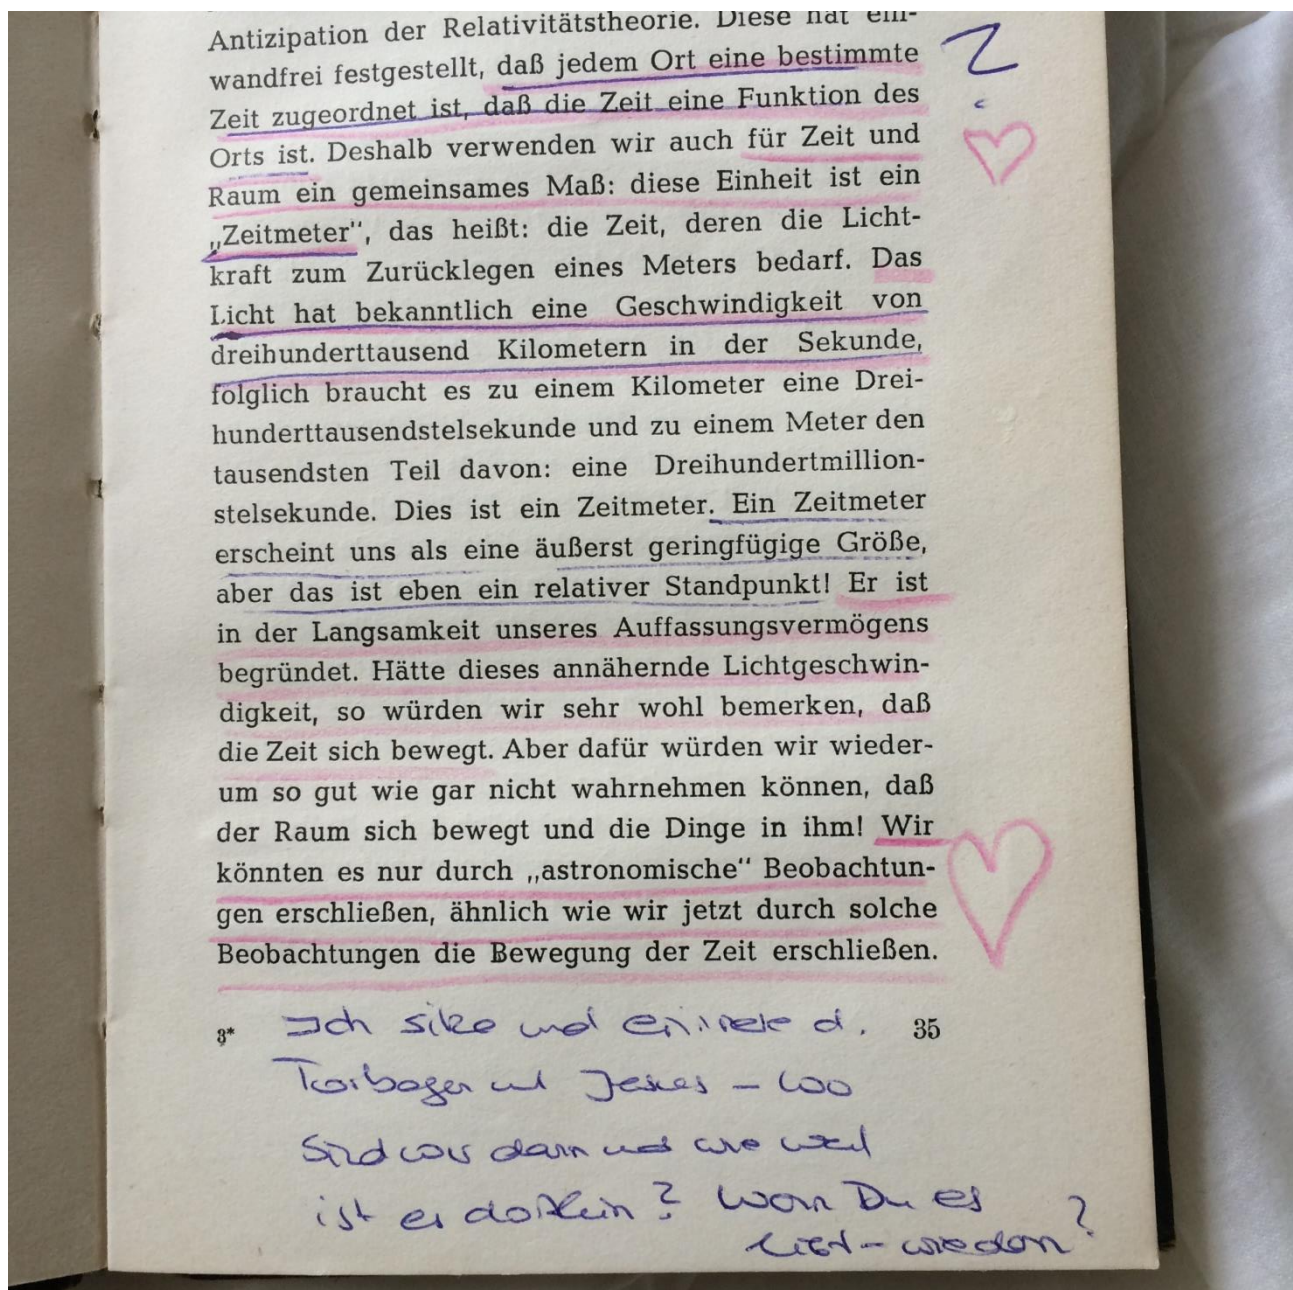 Antizipation der Relativitätstheorie. Diese hat ein-
wandfrei festgestellt, daß jedem Ort eine bestimmte
Zeit zugeordnet ist, daß die Zeit eine Funktion des
Orts ist. Deshalb verwenden wir auch für Zeit und
Raum ein gemeinsames Maß: diese Einheit ist ein
„Zeitmeter“, das heißt: die Zeit, deren die Licht-
kraft zum Zurücklegen eines Meters bedarf. Das
Licht hat bekanntlich eine Geschwindigkeit von
dreihunderttausend Kilometern in der Sekunde,
folglich braucht es zu einem Kilometer eine Drei-
hunderttausendstelsekunde und zu einem Meter den
tausendsten Teil davon: eine Dreihundertmillion-
stelsekunde. Dies ist ein Zeitmeter. Ein Zeitmeter
erscheint uns als eine äußerst geringfügige Größe,
aber das ist eben ein relativer Standpunkt! Er ist
in der Langsamkeit unseres Auffassungsvermögens
begründet. Hätte dieses annähernde Lichtgeschwin-
digkeit, so würden wir sehr wohl bemerken, daß
die Zeit sich bewegt. Aber dafür würden wir wieder-
um so gut wie gar nicht wahrnehmen können, daß
der Raum sich bewegt und die Dinge in ihm! Wir
könnten es nur durch „astronomische“ Beobachtun-
gen erschließen, ähnlich wie wir jetzt durch solche
Beobachtungen die Bewegung der Zeit erschließen.
3* Ich sitze und d. 35
Torbogen und Jesus – wo
sind wir dann und wie weit
ist es dorthin? Wann Du es
liest – wieder?